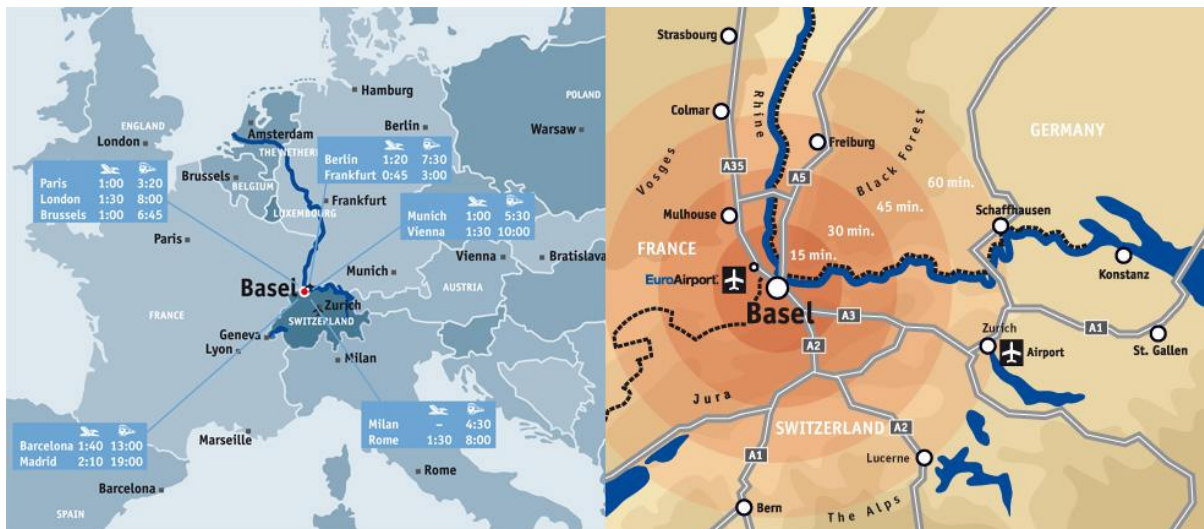 Hamburg
POLAND
ENGLAND
Amsterdam
Berlin
Warsaw
London
THE NETHER
Berlin 1:20 7:30
Frankfurt 0:45 3:00
Paris 1:00 3:20
London 1:30 8:00
Brussels 1:00 6:45
Brussels
BELGIUM
LUXEMBOURG
Frankfurt
Munich 1:00 5:30
Vienna 1:30 10:00
Paris
Vienna
Bratislava
Munich
Basel
AUSTRIA
Zurich
FRANCE
SWITZERLAND
Geneva
Lyon
Milan
Milan – 4:30
Rome 1:30 8:00
Marseille
Barcelona 1:40 13:00
Madrid 2:10 19:00
Rome
Barcelona
SPAIN
Strasbourg
Colmar
Rhine
GERMANY
Freiburg
Vosges
A35
A5
Black Forest
60 min.
45 min.
30 min.
15 min.
Mulhouse
Schaffhausen
FRANCE
EuroAirport
Konstanz
Basel
A3
A2
A1
Zurich
Airport
St. Gallen
Jura
SWITZERLAND
A2
Lucerne
A1
Bern
The Alps